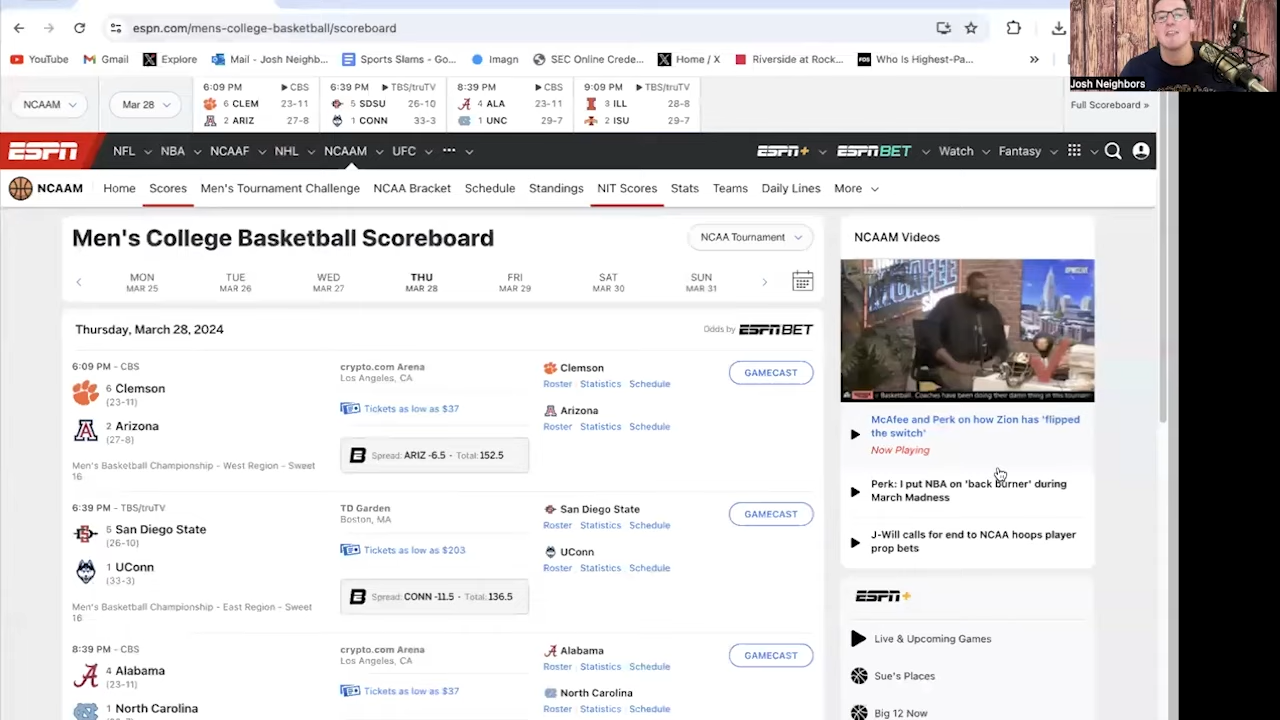 espn.com/mens-college-basketball/scoreboard
YouTube
Gmail
Explore
Mail - Josh Neighb...
Sports Slams - Go...
Imagn
SEC Online Crede...
Home / X
Riverside at Rock...
Who Is Highest-Pa...
»
Josh Neighbors
NCAAM
Mar 28
6:09 PM ▶ CBS
6 CLEM 23-11
2 ARIZ 27-8
6:39 PM ▶ TBS/truTV
5 SDSU 26-10
1 CONN 33-3
8:39 PM ▶ CBS
4 ALA 23-11
1 UNC 29-7
9:09 PM ▶ TBS/truTV
3 ILL 28-8
2 ISU 29-7
Full Scoreboard »
ESPN NFL NBA NCAAF NHL NCAAM UFC ••• ESPN+ ESPN BET Watch Fantasy
NCAAM Home Scores Men's Tournament Challenge NCAA Bracket Schedule Standings NIT Scores Stats Teams Daily Lines More
Men's College Basketball Scoreboard
NCAA Tournament
MON TUE WED THU FRI SAT SUN
MAR 25 MAR 26 MAR 27 MAR 28 MAR 29 MAR 30 MAR 31
Thursday, March 28, 2024
Odds by ESPN BET
6:09 PM - CBS
6 Clemson
(23-11)
2 Arizona
(27-8)
Men's Basketball Championship - West Region - Sweet
16
crypto.com Arena
Los Angeles, CA
Tickets as low as $37
Spread: ARIZ -6.5 · Total: 152.5
Clemson
Roster Statistics Schedule
Arizona
Roster Statistics Schedule
GAMECAST
6:39 PM - TBS/truTV
5 San Diego State
(26-10)
1 UConn
(33-3)
Men's Basketball Championship - East Region - Sweet
16
TD Garden
Boston, MA
Tickets as low as $203
Spread: CONN -11.5 · Total: 136.5
San Diego State
Roster Statistics Schedule
UConn
Roster Statistics Schedule
GAMECAST
8:39 PM - CBS
4 Alabama
(23-11)
1 North Carolina
crypto.com Arena
Los Angeles, CA
Tickets as low as $37
Alabama
Roster Statistics Schedule
North Carolina
Roster Statistics Schedule
GAMECAST
NCAAM Videos
McAfee and Perk on how Zion has 'flipped
the switch'
Now Playing
Perk: I put NBA on 'back burner' during
March Madness
J-Will calls for end to NCAA hoops player
prop bets
ESPN+
Live & Upcoming Games
Sue's Places
Big 12 Now